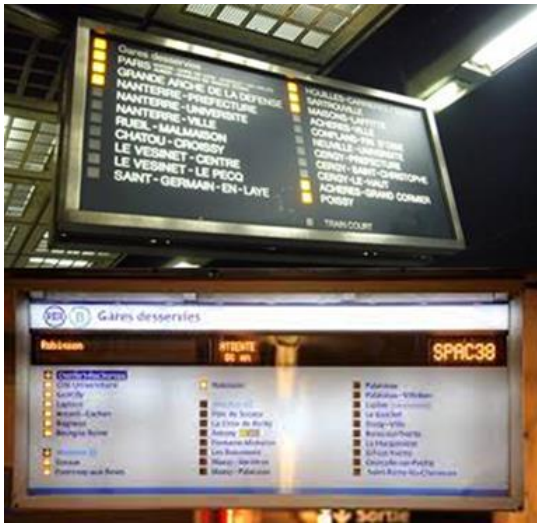 Gares desservies
PARIS
GRANDE ARCHE DE LA DEFENSE
NANTERRE-PREFECTURE
NANTERRE-UNIVERSITE
NANTERRE-VILLE
RUEIL-MALMAISON
CHATOU-CROISSY
LE VESINET-CENTRE
LE VESINET-LE PECQ
SAINT-GERMAIN-EN-LAYE
SARTROUVILLE
MAISONS-LAFFITTE
ACHERES-VILLE
CONFLANS-FIN D'OISE
NEUVILLE-UNIVERSITE
CERGY-PREFECTURE
CERGY-SAINT-CHRISTOPHE
CERGY-LE-HAUT
ACHERES-GRAND CORMIER
POISSY
TRAIN COURT
RER B Gares desservies
Robinson
ATTENTE
mn
SPAC38
Denfert-Rochereau
Cité Universitaire
Gentilly
Laplace
Arcueil-Cachan
Bagneux
Bourg-la-Reine
Sceaux
Fontenay-aux-Roses
Robinson
Parc de Sceaux
La Croix de Berny
Antony
Fontaine-Michalon
Les Baconnets
Massy-Verrières
Massy-Palaiseau
Palaiseau
Palaiseau-Villebon
Lozère
Le Guichet
Orsay-Ville
Bures-sur-Yvette
La Hacquinière
Gif-sur-Yvette
Courcelle-sur-Yvette
Saint-Rémy-lès-Chevreuse
Sortie